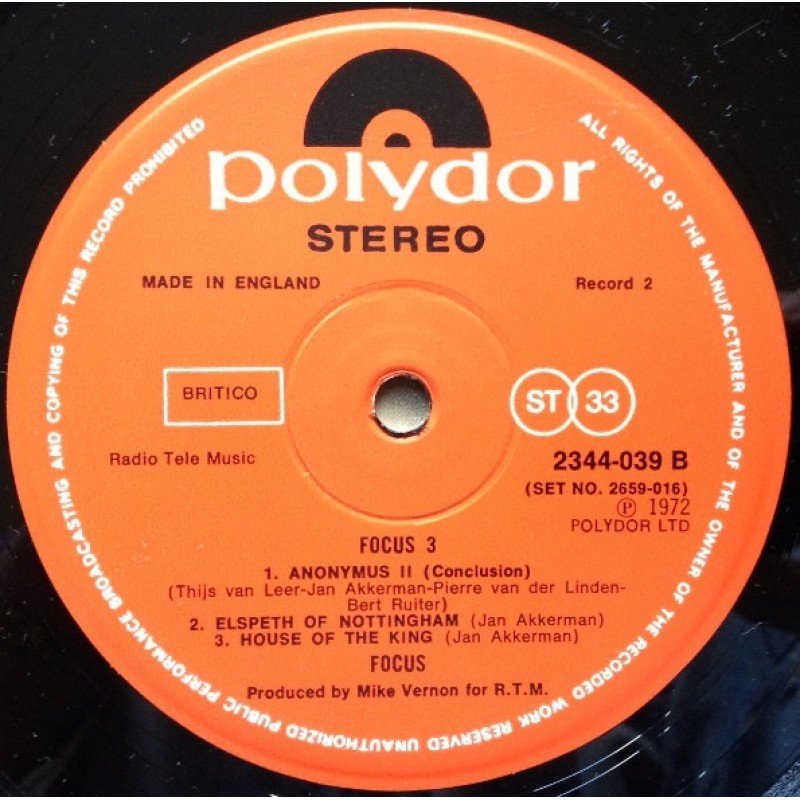 polydor
STEREO
MADE IN ENGLAND
Record 2
BRITICO
ST 33
Radio Tele Music
2344-039 B
(SET NO. 2659-016)
℗ 1972
POLYDOR LTD
FOCUS 3
1. ANONYMUS II (Conclusion)
(Thijs van Leer-Jan Akkerman-Pierre van der Linden-
Bert Ruiter)
2. ELSPETH OF NOTTINGHAM (Jan Akkerman)
3. HOUSE OF THE KING (Jan Akkerman)
FOCUS
Produced by Mike Vernon for R.T.M.
ALL RIGHTS OF THE MANUFACTURER AND OF THE OWNER OF THE RECORDED WORK RESERVED UNAUTHORIZED PUBLIC PERFORMANCE BROADCASTING AND COPYING OF THIS RECORD PROHIBITED